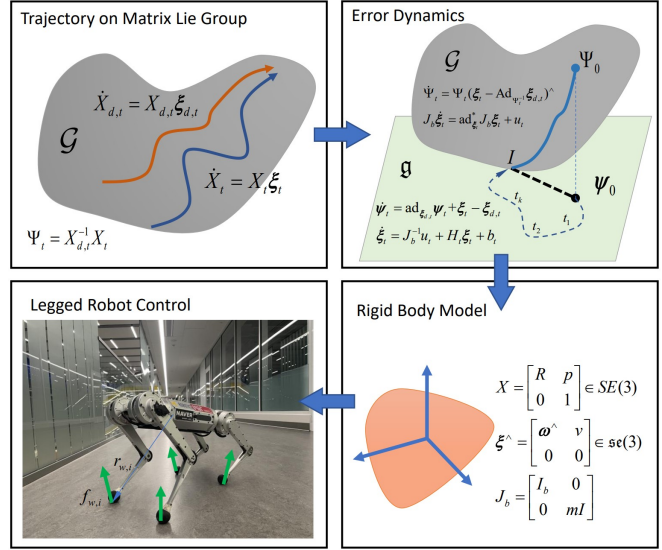 Trajectory on Matrix Lie Group
𝒢
Ẋ_{d,t} = X_{d,t} ξ_{d,t}
Ẋ_t = X_t ξ_t
Ψ_t = X_{d,t}^{-1} X_t
Error Dynamics
𝒢
Ψ_0
Ψ̇_t = Ψ_t (ξ_t − Ad_{Ψ_t^{-1}} ξ_{d,t})^∧
J_b ξ̇_t = ad^*_{ξ_t} J_b ξ_t + u_t
I
𝔤
ψ_0
t_k
t_1
t_2
ψ̇_t = ad_{ξ_{d,t}} ψ_t + ξ_t − ξ_{d,t}
ξ̇_t = J_b^{-1} u_t + H_t ξ_t + b_t
Legged Robot Control
NAVER
r_{w,i}
f_{w,i}
Rigid Body Model
X = [R p; 0 1] ∈ SE(3)
ξ^∧ = [ω^∧ v; 0 0] ∈ 𝔰𝔢(3)
J_b = [I_b 0; 0 mI]